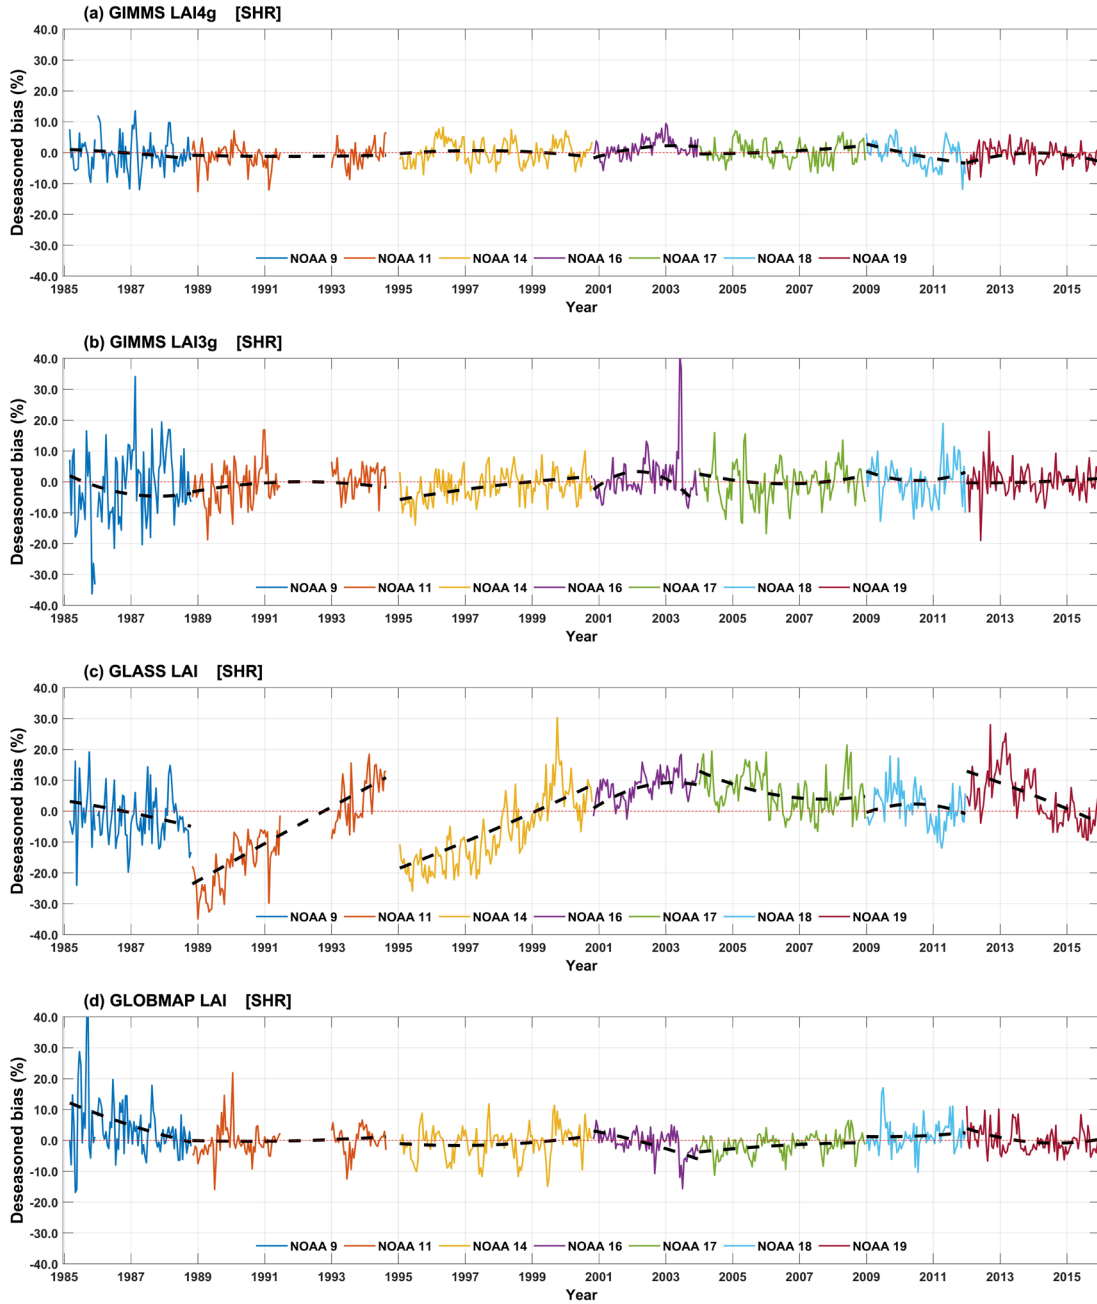 (a) GIMMS LAI4g [SHR]
Deseasoned bias (%)
40.0
30.0
20.0
10.0
0.0
-10.0
-20.0
-30.0
-40.0
NOAA 9 NOAA 11 NOAA 14 NOAA 16 NOAA 17 NOAA 18 NOAA 19
1985 1987 1989 1991 1993 1995 1997 1999 2001 2003 2005 2007 2009 2011 2013 2015
Year
(b) GIMMS LAI3g [SHR]
Deseasoned bias (%)
40.0
30.0
20.0
10.0
0.0
-10.0
-20.0
-30.0
-40.0
NOAA 9 NOAA 11 NOAA 14 NOAA 16 NOAA 17 NOAA 18 NOAA 19
1985 1987 1989 1991 1993 1995 1997 1999 2001 2003 2005 2007 2009 2011 2013 2015
Year
(c) GLASS LAI [SHR]
Deseasoned bias (%)
40.0
30.0
20.0
10.0
0.0
-10.0
-20.0
-30.0
-40.0
NOAA 9 NOAA 11 NOAA 14 NOAA 16 NOAA 17 NOAA 18 NOAA 19
1985 1987 1989 1991 1993 1995 1997 1999 2001 2003 2005 2007 2009 2011 2013 2015
Year
(d) GLOBMAP LAI [SHR]
Deseasoned bias (%)
40.0
30.0
20.0
10.0
0.0
-10.0
-20.0
-30.0
-40.0
NOAA 9 NOAA 11 NOAA 14 NOAA 16 NOAA 17 NOAA 18 NOAA 19
1985 1987 1989 1991 1993 1995 1997 1999 2001 2003 2005 2007 2009 2011 2013 2015
Year